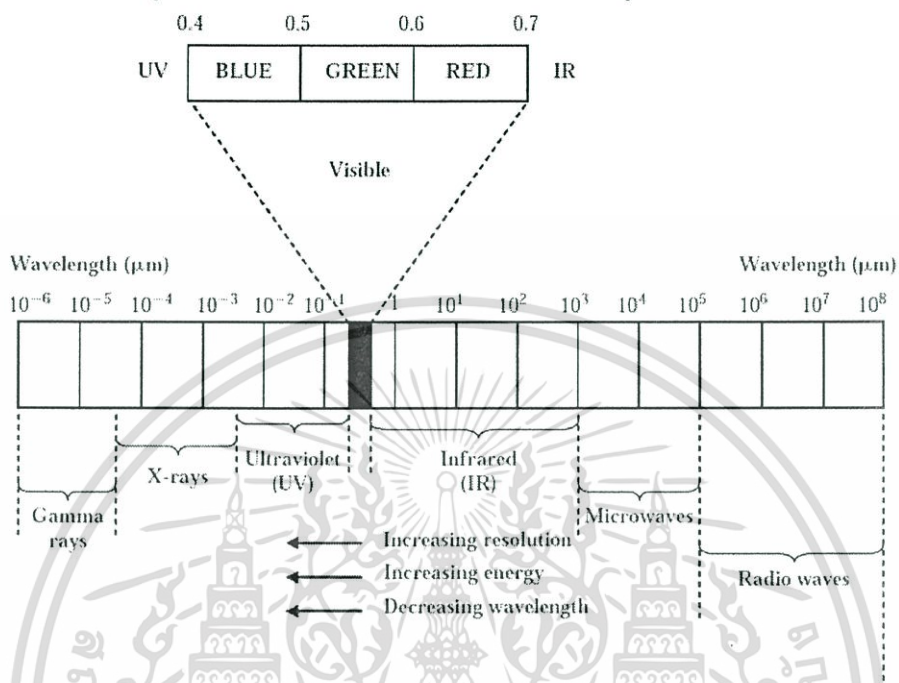 0.4 0.5 0.6 0.7
UV BLUE GREEN RED IR
Visible
Wavelength (μm) Wavelength (μm)
10⁻⁶ 10⁻⁵ 10⁻⁴ 10⁻³ 10⁻² 10⁻¹ 1 10¹ 10² 10³ 10⁴ 10⁵ 10⁶ 10⁷ 10⁸
Ultraviolet
(UV)
Infrared
(IR)
X-rays
Gamma
rays
Microwaves
Increasing resolution
Increasing energy
Decreasing wavelength
Radio waves